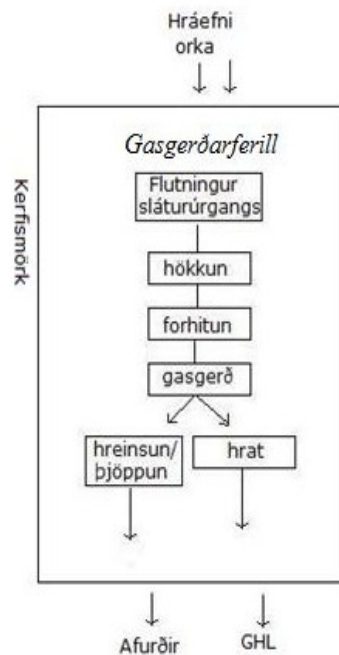 Hráefni
orka
Gasgerðarferill
Kerfismörk
Flutningur
sláturúrgangs
hökkun
forhitun
gasgerð
hreinsun/
þjöppun
hrat
Afurðir
GHL